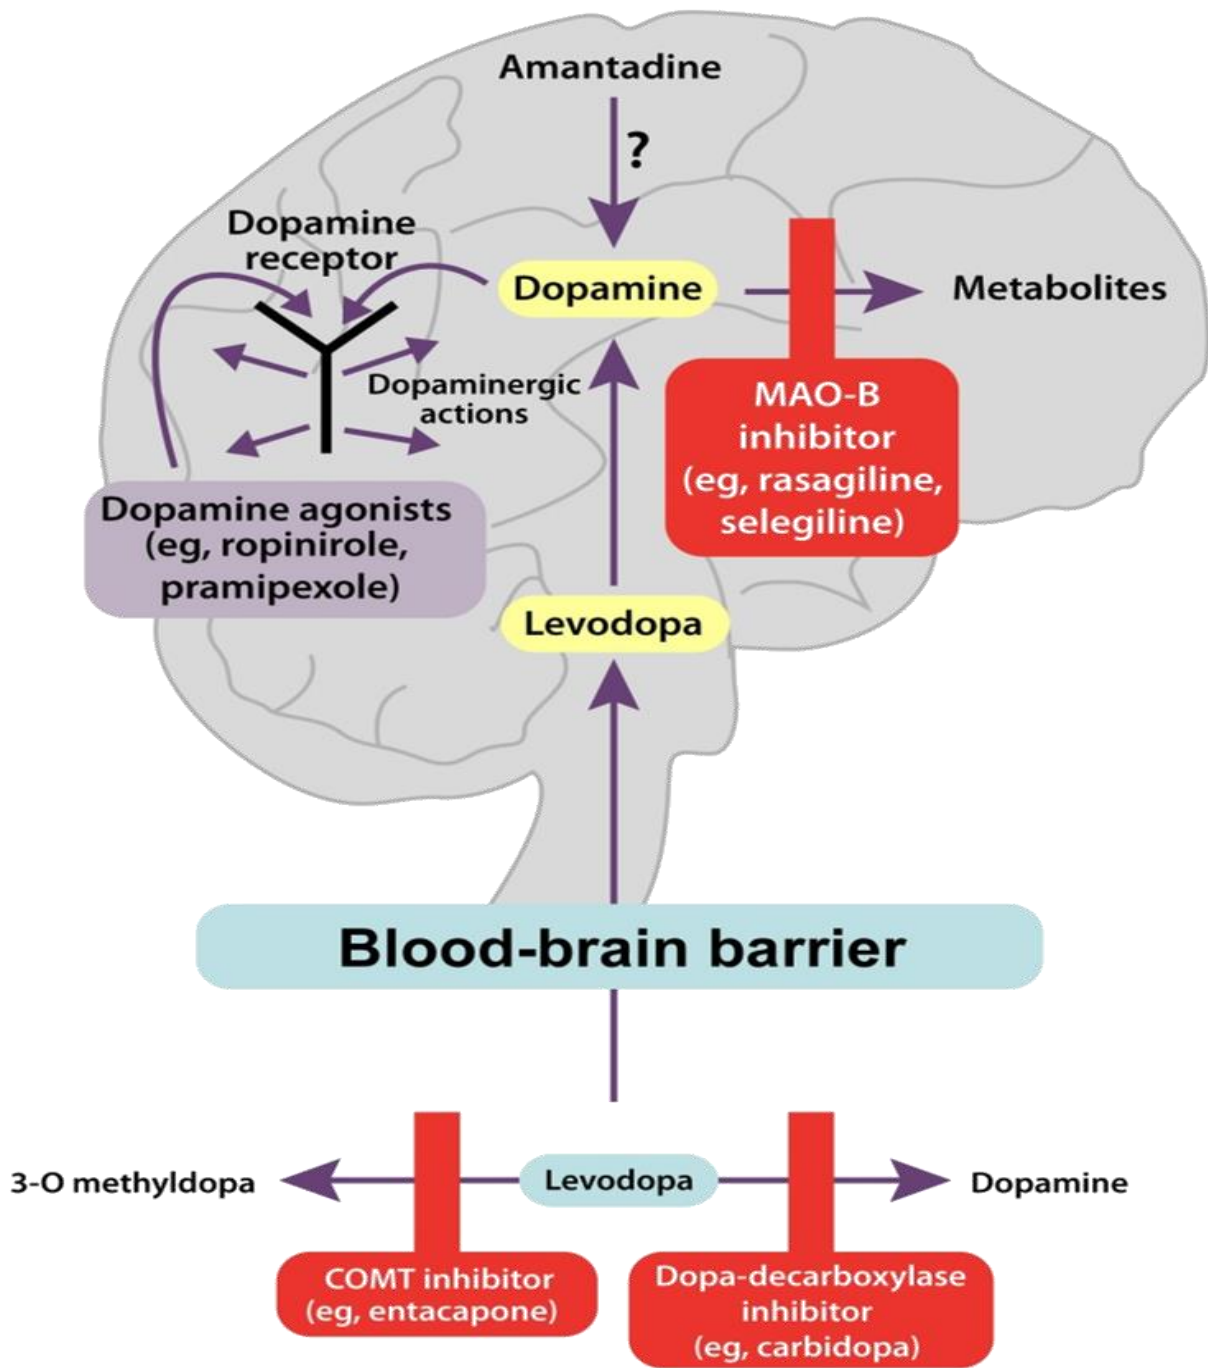 Amantadine
?
Dopamine
receptor
Dopamine
Metabolites
Dopaminergic
actions
MAO-B
inhibitor
(eg, rasagiline,
selegiline)
Dopamine agonists
(eg, ropinirole,
pramipexole)
Levodopa
Blood-brain barrier
3-O methyldopa
Levodopa
Dopamine
COMT inhibitor
(eg, entacapone)
Dopa-decarboxylase
inhibitor
(eg, carbidopa)